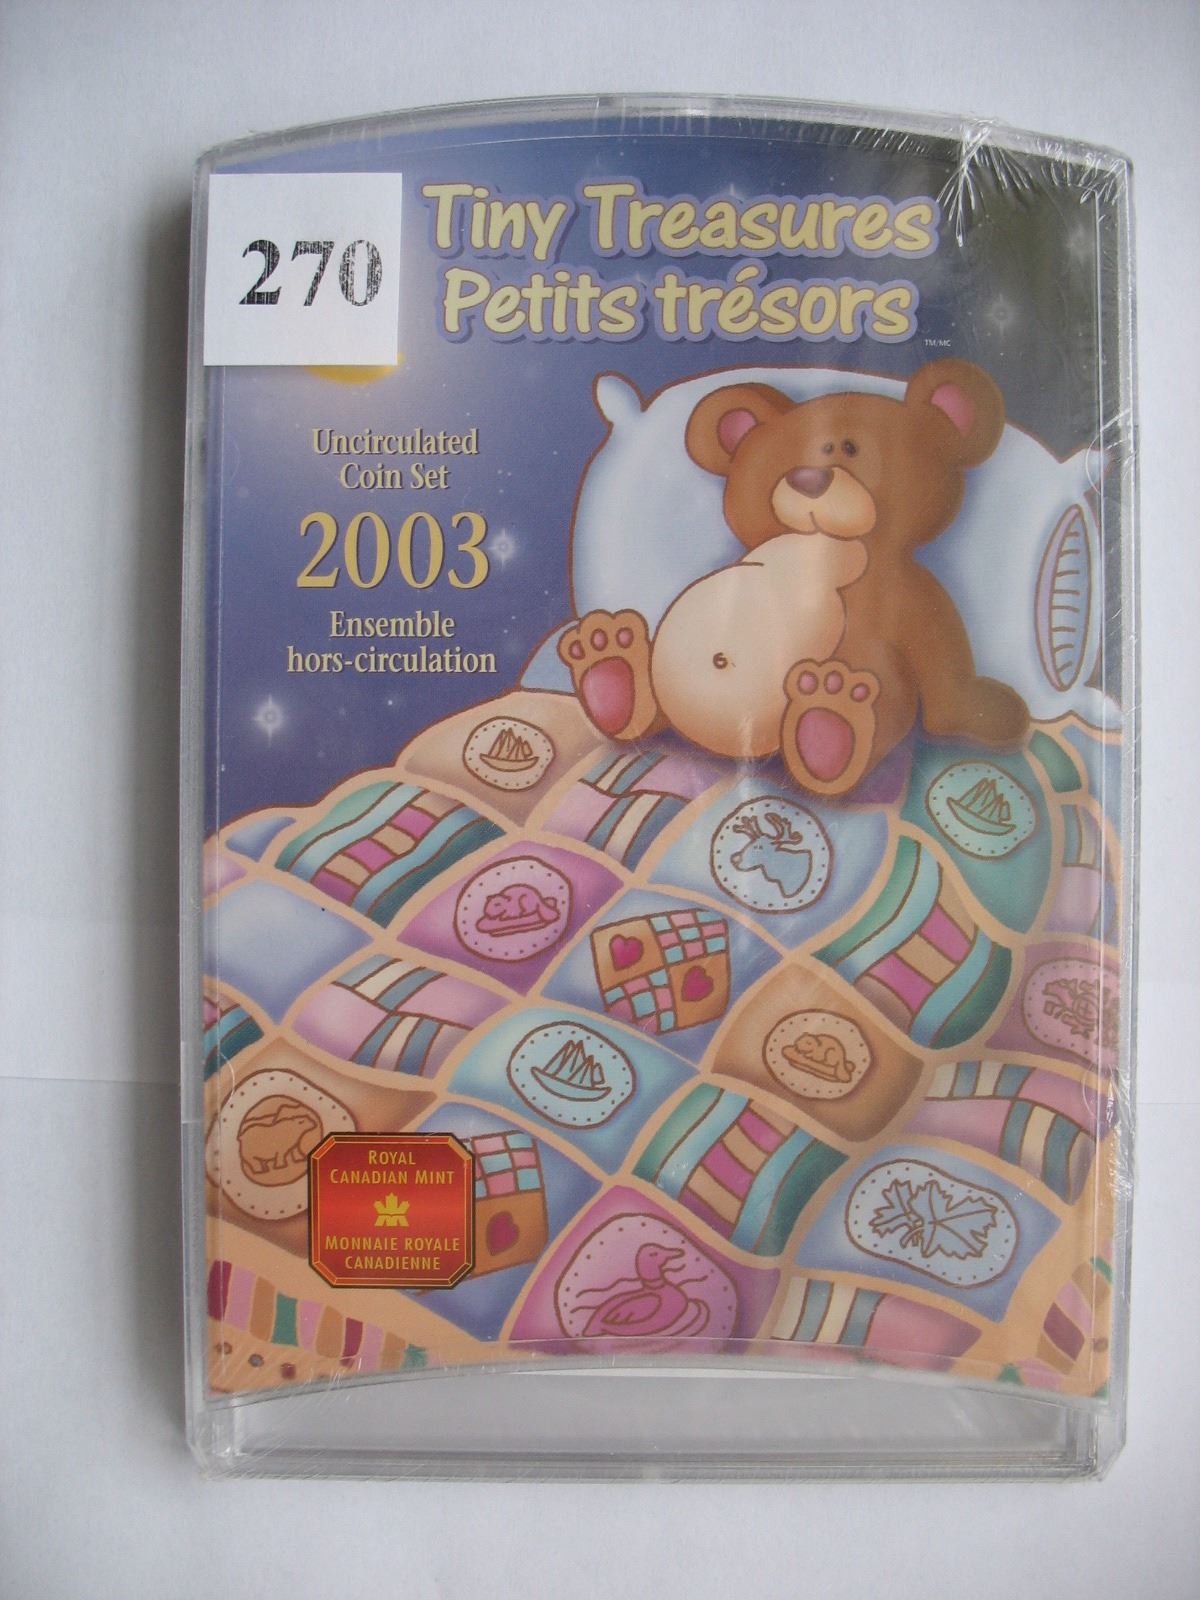 270
Tiny Treasures
Petits trésors
TM/MC
Uncirculated
Coin Set
2003
Ensemble
hors-circulation
ROYAL
CANADIAN MINT
MONNAIE ROYALE
CANADIENNE